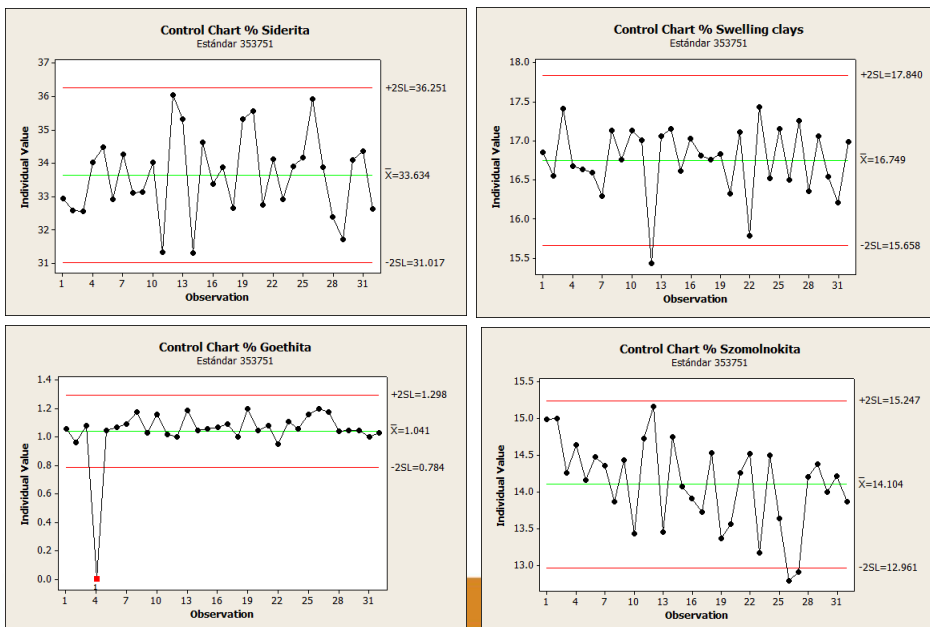 Control Chart % Siderita
Estándar 353751
Individual Value
37
36
35
34
33
32
31
+2SL=36.251
X=33.634
-2SL=31.017
1 4 7 10 13 16 19 22 25 28 31
Observation
Control Chart % Swelling clays
Estándar 353751
Individual Value
18.0
17.5
17.0
16.5
16.0
15.5
+2SL=17.840
X=16.749
-2SL=15.658
1 4 7 10 13 16 19 22 25 28 31
Observation
Control Chart % Goethita
Estándar 353751
Individual Value
1.4
1.2
1.0
0.8
0.6
0.4
0.2
0.0
+2SL=1.298
X=1.041
-2SL=0.784
1
1 4 7 10 13 16 19 22 25 28 31
Observation
Control Chart % Szomolnokita
Estándar 353751
Individual Value
15.5
15.0
14.5
14.0
13.5
13.0
+2SL=15.247
X=14.104
-2SL=12.961
1 4 7 10 13 16 19 22 25 28 31
Observation